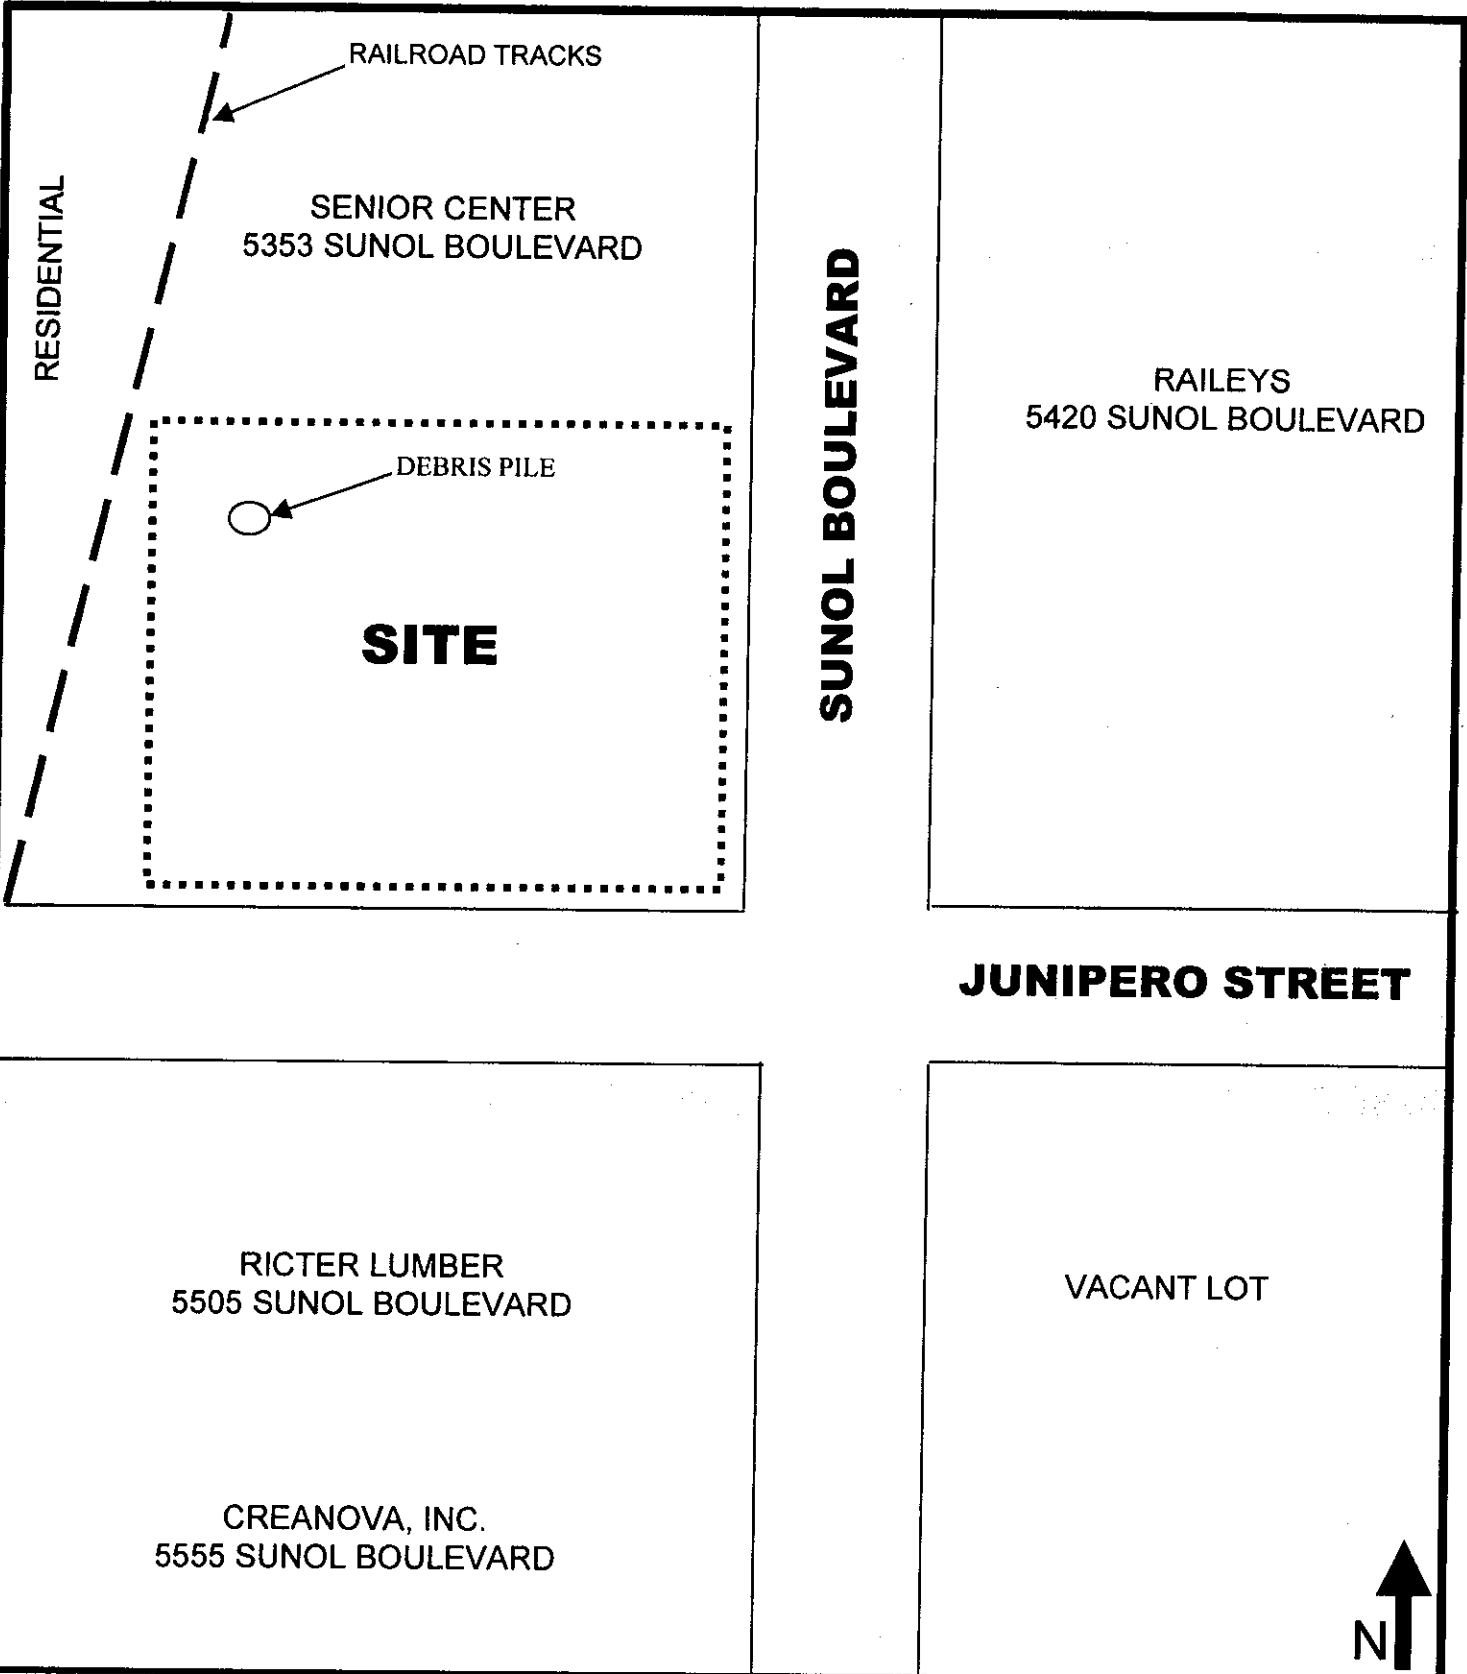 RAILROAD TRACKS
RESIDENTIAL
SENIOR CENTER
5353 SUNOL BOULEVARD
SUNOL BOULEVARD
RAILEYS
5420 SUNOL BOULEVARD
DEBRIS PILE
SITE
JUNIPERO STREET
RICTER LUMBER
5505 SUNOL BOULEVARD
VACANT LOT
CREANOVA, INC.
5555 SUNOL BOULEVARD
N